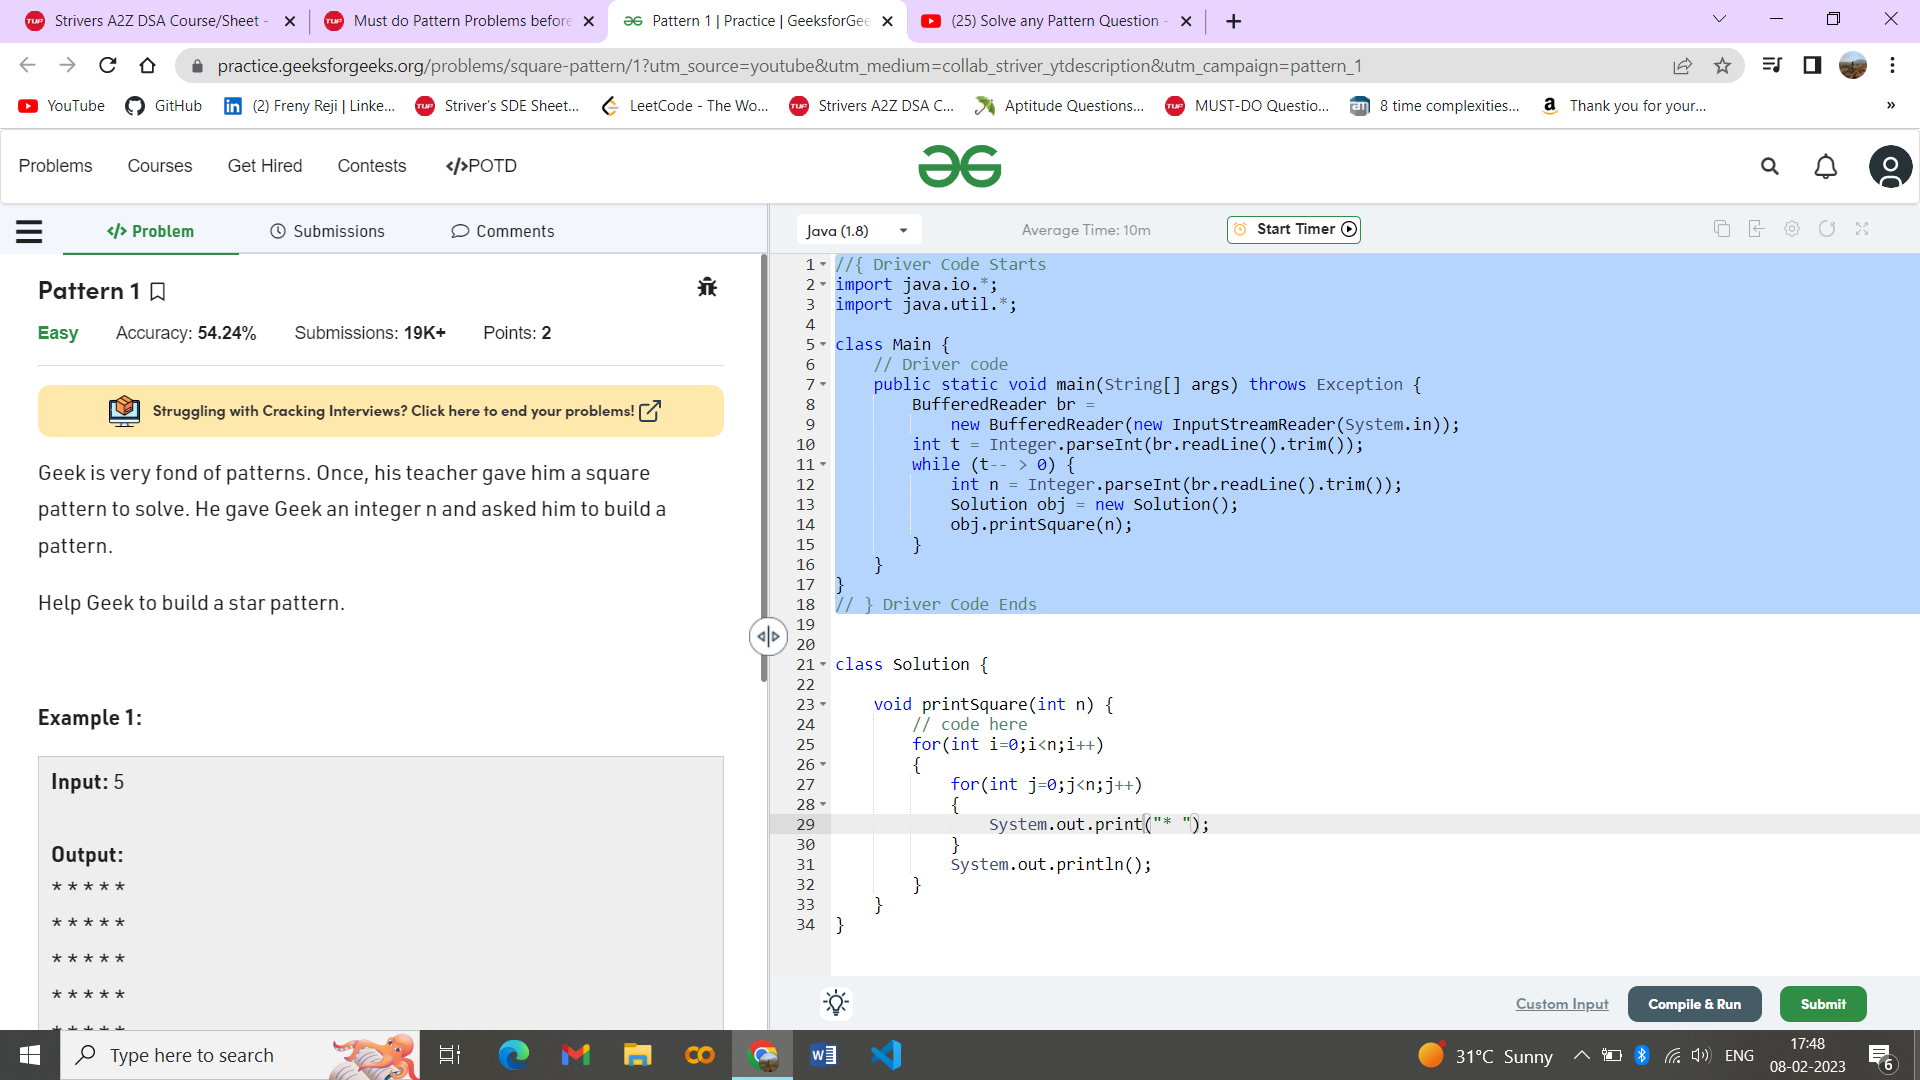 Strivers A2Z DSA Course/Sheet -
Must do Pattern Problems before
Pattern 1 | Practice | GeeksforGee
(25) Solve any Pattern Question -
practice.geeksforgeeks.org/problems/square-pattern/1?utm_source=youtube&utm_medium=collab_striver_ytdescription&utm_campaign=pattern_1
YouTube
GitHub
(2) Freny Reji | Linke...
Striver's SDE Sheet...
LeetCode - The Wo...
Strivers A2Z DSA C...
Aptitude Questions...
MUST-DO Questio...
8 time complexities...
Thank you for your...
»
Problems Courses Get Hired Contests </>POTD
</> Problem Submissions Comments
Java (1.8) Average Time: 10m Start Timer
Pattern 1
Easy Accuracy: 54.24% Submissions: 19K+ Points: 2
Struggling with Cracking Interviews? Click here to end your problems!
Geek is very fond of patterns. Once, his teacher gave him a square
pattern to solve. He gave Geek an integer n and asked him to build a
pattern.
Help Geek to build a star pattern.
Example 1:
Input: 5
Output:
* * * * *
* * * * *
* * * * *
* * * * *
* * * * *
1 //{ Driver Code Starts
2 import java.io.*;
3 import java.util.*;
4
5 class Main {
6 // Driver code
7 public static void main(String[] args) throws Exception {
8 BufferedReader br =
9 new BufferedReader(new InputStreamReader(System.in));
10 int t = Integer.parseInt(br.readLine().trim());
11 while (t-- > 0) {
12 int n = Integer.parseInt(br.readLine().trim());
13 Solution obj = new Solution();
14 obj.printSquare(n);
15 }
16 }
17 }
18 // } Driver Code Ends
19
20
21 class Solution {
22
23 void printSquare(int n) {
24 // code here
25 for(int i=0;i<n;i++)
26 {
27 for(int j=0;j<n;j++)
28 {
29 System.out.print("* ");
30 }
31 System.out.println();
32 }
33 }
34 }
Custom Input Compile & Run Submit
Type here to search
31°C Sunny
ENG
17:48
08-02-2023
6